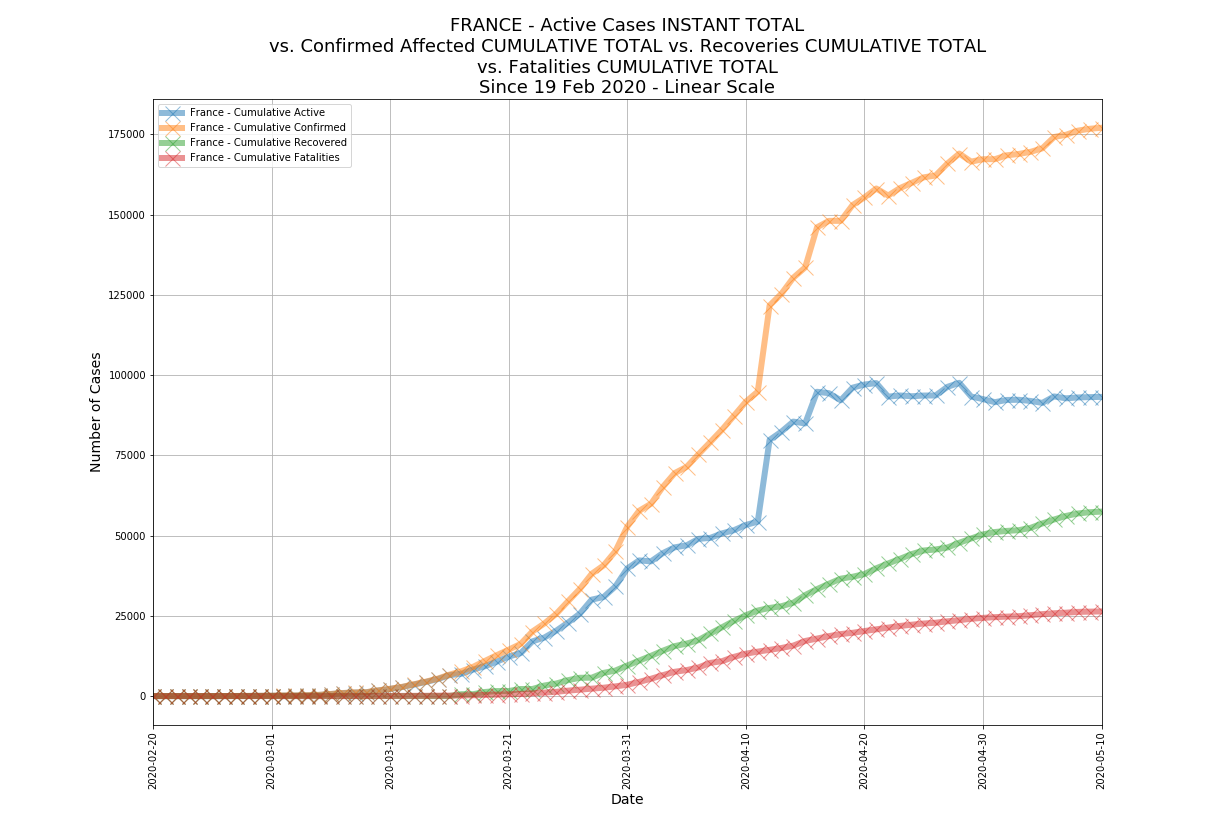 FRANCE - Active Cases INSTANT TOTAL
vs. Confirmed Affected CUMULATIVE TOTAL vs. Recoveries CUMULATIVE TOTAL
vs. Fatalities CUMULATIVE TOTAL
Since 19 Feb 2020 - Linear Scale
France - Cumulative Active
France - Cumulative Confirmed
France - Cumulative Recovered
France - Cumulative Fatalities
Number of Cases
175000
150000
125000
100000
75000
50000
25000
0
2020-02-20
2020-03-01
2020-03-11
2020-03-21
2020-03-31
2020-04-10
2020-04-20
2020-04-30
2020-05-10
Date